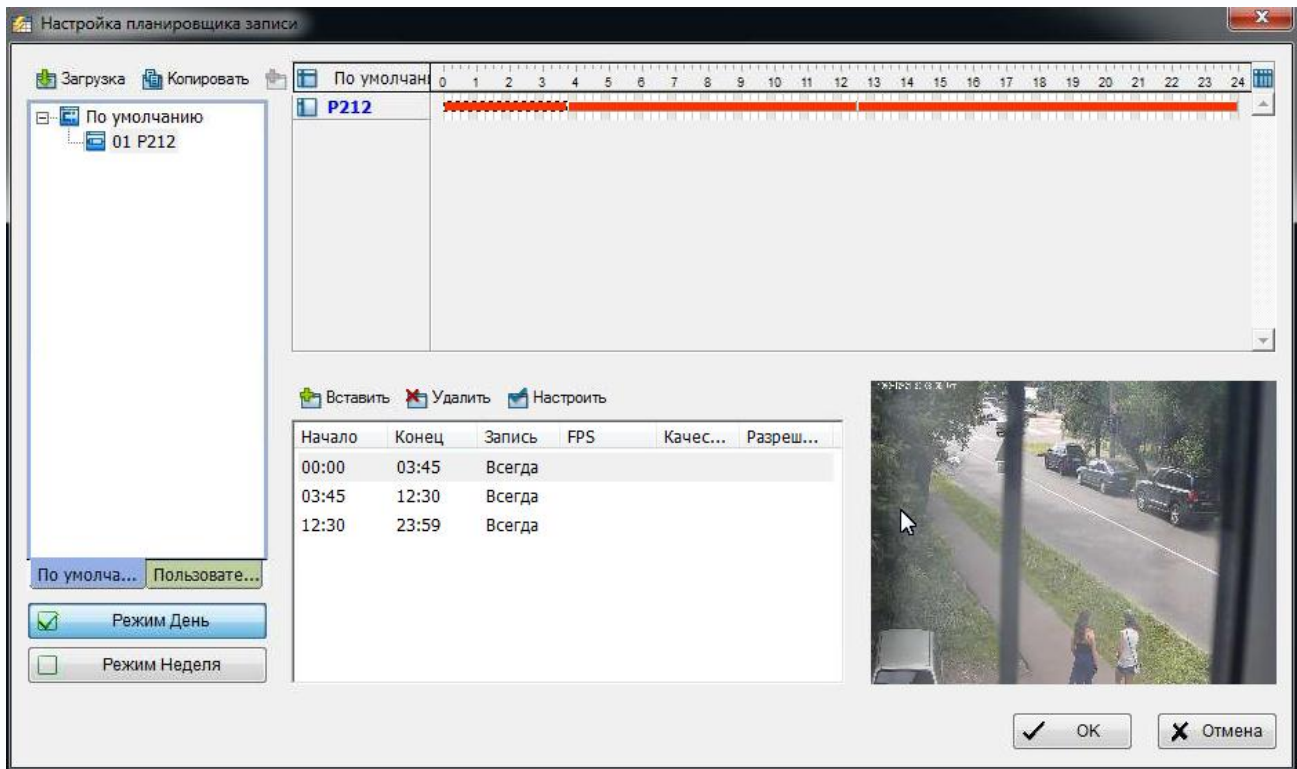 Настройка планировщика записи
Загрузка Копировать
По умолчанию
01 P212
По умолчан
0 1 2 3 4 5 6 7 8 9 10 11 12 13 14 15 16 17 18 19 20 21 22 23 24
P212
Вставить Удалить Настроить
Начало Конец Запись FPS Качес... Разреш...
00:00 03:45 Всегда
03:45 12:30 Всегда
12:30 23:59 Всегда
По умолча... Пользовате...
Режим День
Режим Неделя
OK Отмена